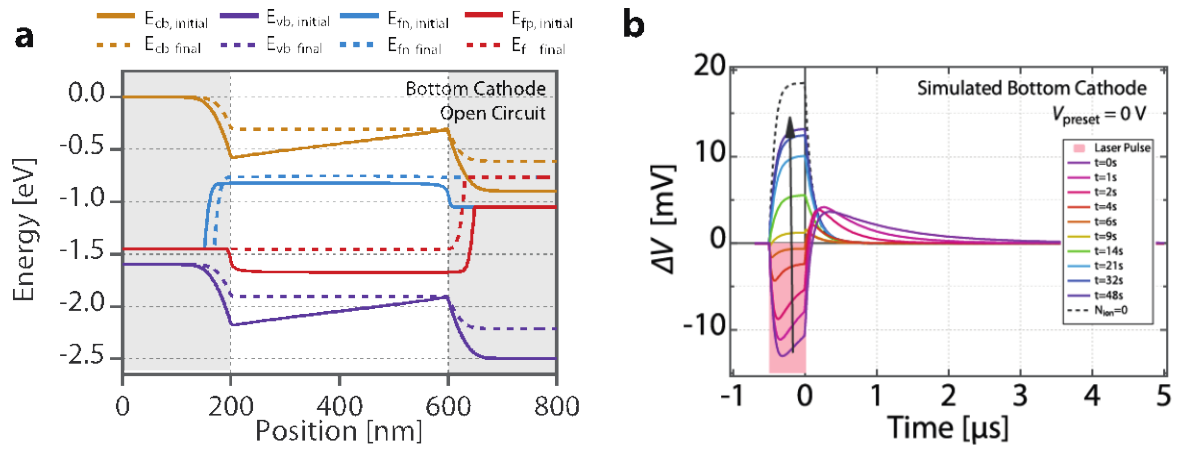 a
E_cb, initial E_vb, initial E_fn, initial E_fp, initial
E_cb final E_vb final E_fn final E_f final
Bottom Cathode
Open Circuit
0.0
-0.5
-1.0
-1.5
-2.0
-2.5
Energy [eV]
0 200 400 600 800
Position [nm]
b
20
10
0
-10
ΔV [mV]
Simulated Bottom Cathode
V_preset = 0 V
Laser Pulse
t=0s
t=1s
t=2s
t=4s
t=6s
t=9s
t=14s
t=21s
t=32s
t=48s
N_ion=0
-1 0 1 2 3 4 5
Time [µs]